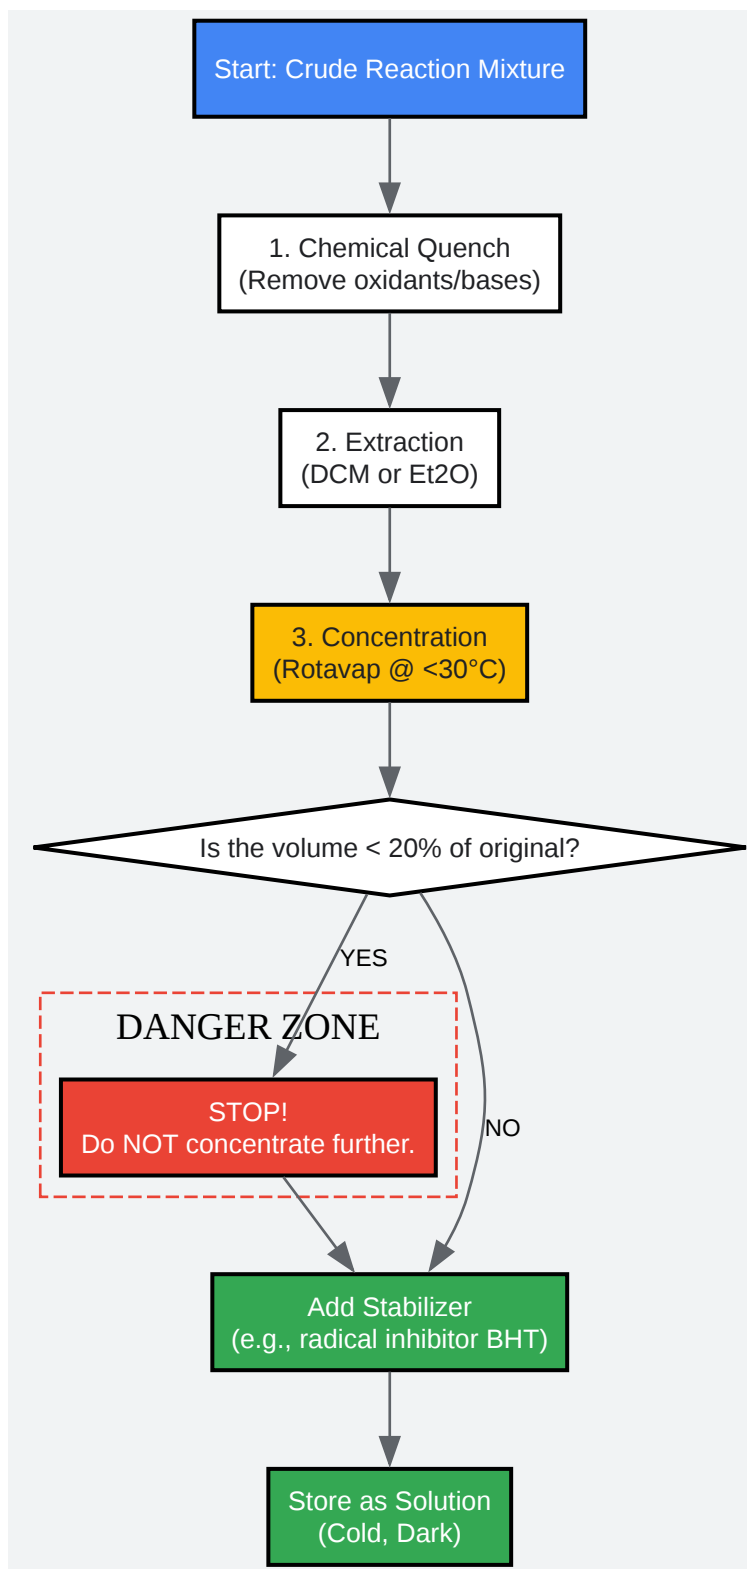 Start: Crude Reaction Mixture
1. Chemical Quench
(Remove oxidants/bases)
2. Extraction
(DCM or Et2O)
3. Concentration
(Rotavap @ <30°C)
Is the volume < 20% of original?
YES
DANGER ZONE
STOP!
Do NOT concentrate further.
NO
Add Stabilizer
(e.g., radical inhibitor BHT)
Store as Solution
(Cold, Dark)